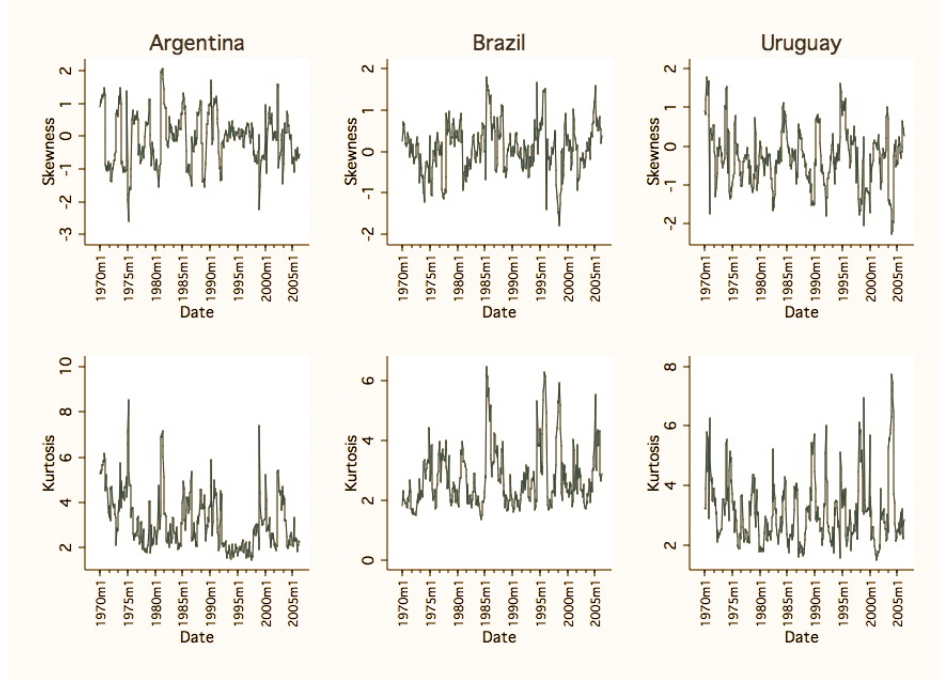 Argentina
Brazil
Uruguay
Skewness
2
1
0
-1
-2
-3
1970m1
1975m1
1980m1
1985m1
1990m1
1995m1
2000m1
2005m1
Date
Skewness
2
1
0
-1
-2
1970m1
1975m1
1980m1
1985m1
1990m1
1995m1
2000m1
2005m1
Date
Skewness
2
1
0
-1
-2
1970m1
1975m1
1980m1
1985m1
1990m1
1995m1
2000m1
2005m1
Date
Kurtosis
10
8
6
4
2
1970m1
1975m1
1980m1
1985m1
1990m1
1995m1
2000m1
2005m1
Date
Kurtosis
6
4
2
0
1970m1
1975m1
1980m1
1985m1
1990m1
1995m1
2000m1
2005m1
Date
Kurtosis
8
6
4
2
1970m1
1975m1
1980m1
1985m1
1990m1
1995m1
2000m1
2005m1
Date